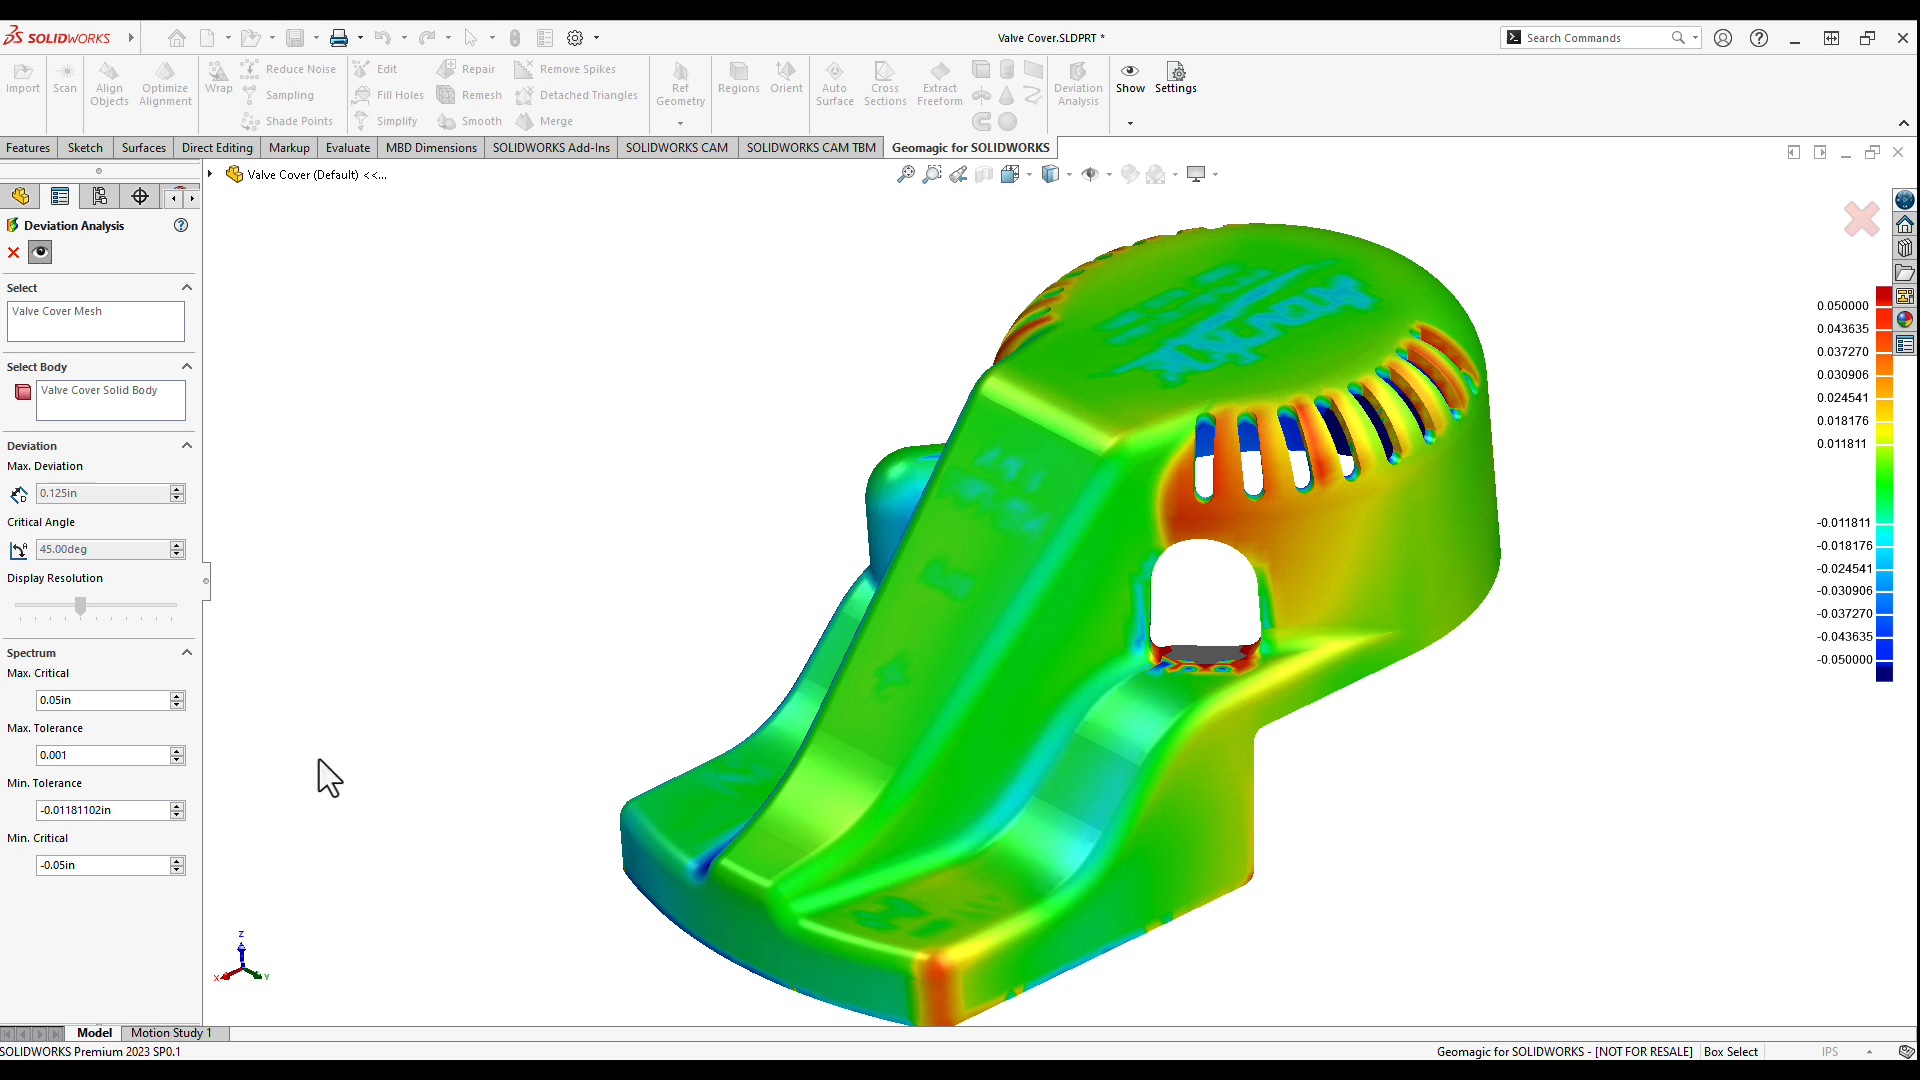 SOLIDWORKS
Valve Cover.SLDPRT *
Search Commands
Import
Scan
Align Objects
Optimize Alignment
Wrap
Reduce Noise
Sampling
Shade Points
Edit
Fill Holes
Simplify
Repair
Remesh
Smooth
Remove Spikes
Detached Triangles
Merge
Ref Geometry
Regions
Orient
Auto Surface
Cross Sections
Extract Freeform
Deviation Analysis
Show
Settings
Features
Sketch
Surfaces
Direct Editing
Markup
Evaluate
MBD Dimensions
SOLIDWORKS Add-Ins
SOLIDWORKS CAM
SOLIDWORKS CAM TBM
Geomagic for SOLIDWORKS
Valve Cover (Default) <<...
Deviation Analysis
Select
Valve Cover Mesh
Select Body
Valve Cover Solid Body
Deviation
Max. Deviation
0.125in
Critical Angle
45.00deg
Display Resolution
Spectrum
Max. Critical
0.05in
Max. Tolerance
0.001
Min. Tolerance
-0.01181102in
Min. Critical
-0.05in
0.050000
0.043635
0.037270
0.030906
0.024541
0.018176
0.011811
-0.011811
-0.018176
-0.024541
-0.030906
-0.037270
-0.043635
-0.050000
Z
X
Y
Model
Motion Study 1
SOLIDWORKS Premium 2023 SP0.1
Geomagic for SOLIDWORKS - [NOT FOR RESALE]
Box Select
IPS